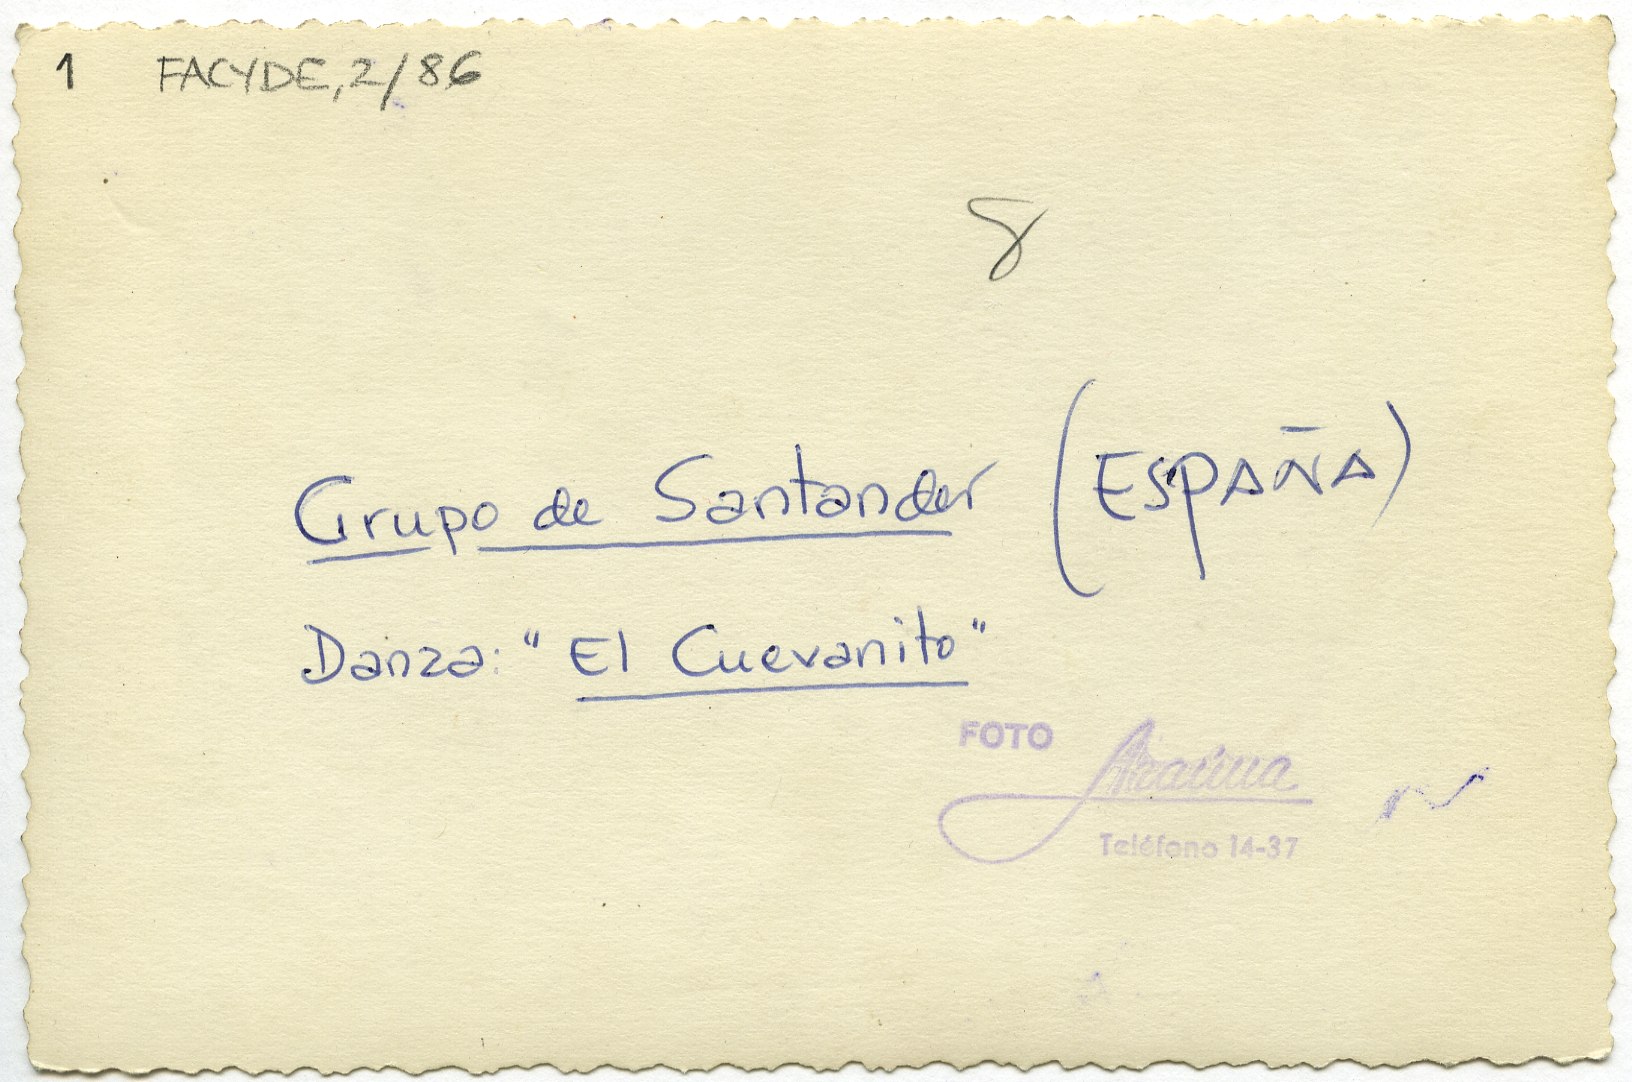 1 FACYDE, 2/86
8
Grupo de Santander (ESPAÑA)
Danza: "El Cuevanito"
FOTO
Teléfono 14-37